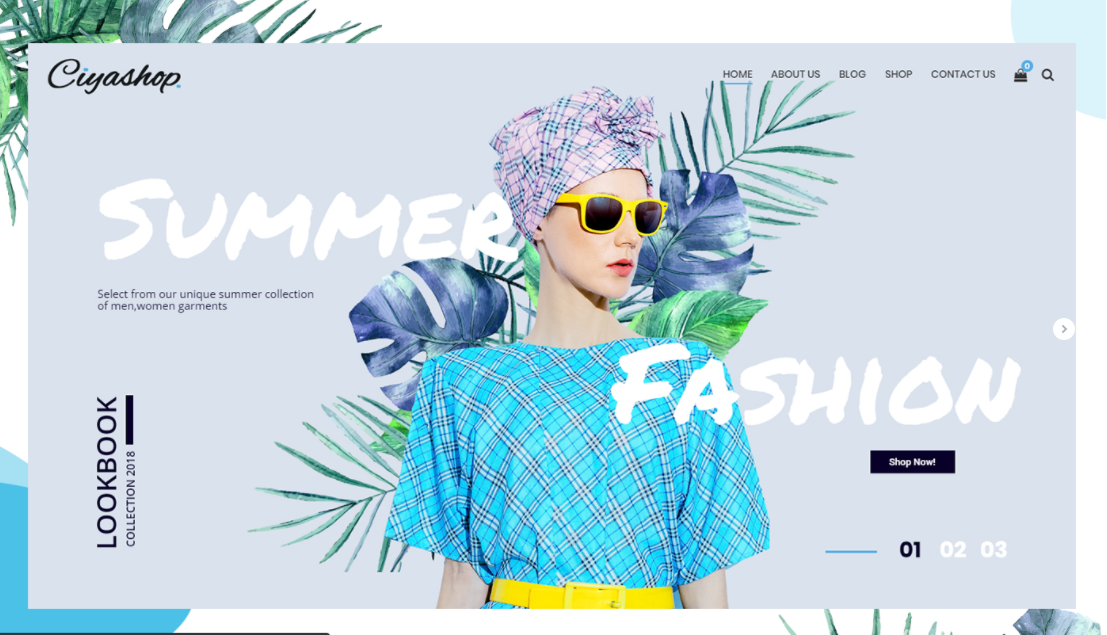 Ciyashop.
HOME ABOUT US BLOG SHOP CONTACT US 0
SUMMER
Select from our unique summer collection
of men,women garments
FASHION
LOOKBOOK
COLLECTION 2018
Shop Now!
01 02 03